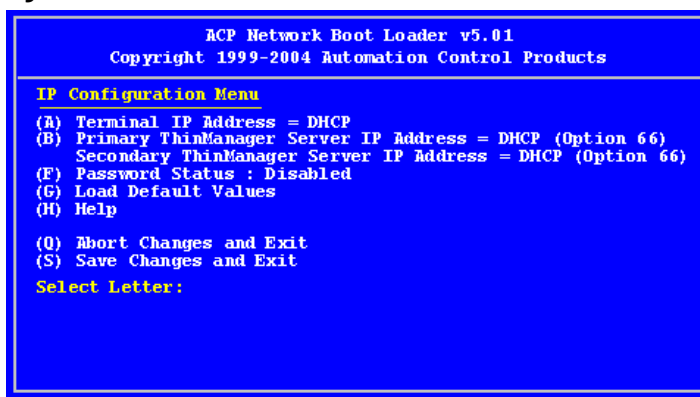 ACP Network Boot Loader v5.01
Copyright 1999-2004 Automation Control Products
IP Configuration Menu
(A) Terminal IP Address = DHCP
(B) Primary ThinManager Server IP Address = DHCP (Option 66)
Secondary ThinManager Server IP Address = DHCP (Option 66)
(F) Password Status : Disabled
(G) Load Default Values
(H) Help
(Q) Abort Changes and Exit
(S) Save Changes and Exit
Select Letter: